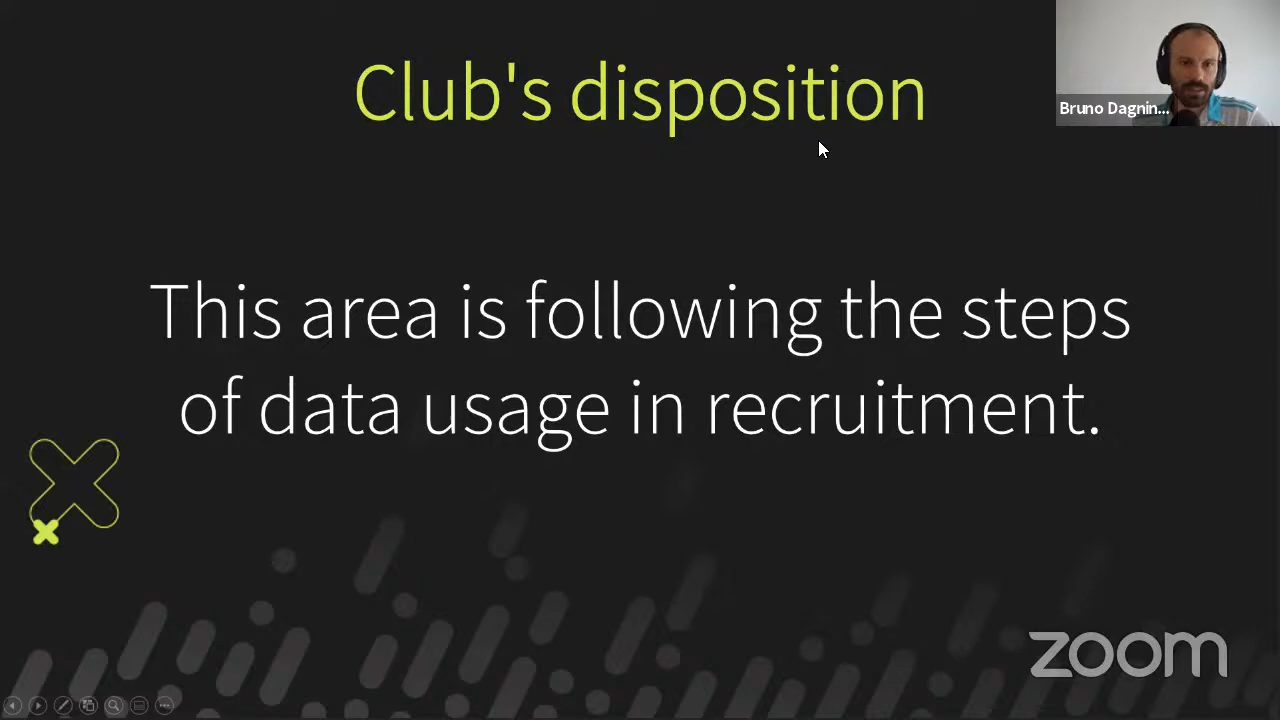 Club's disposition
Bruno Dagnin...
This area is following the steps
of data usage in recruitment.
zoom